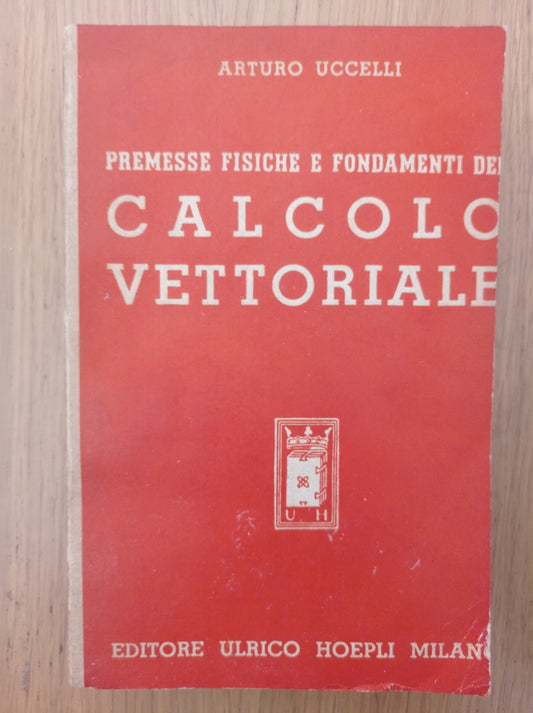 ARTURO UCCELLI
PREMESSE FISICHE E FONDAMENTI DEL
CALCOLO
VETTORIALE
U H
EDITORE ULRICO HOEPLI MILANO